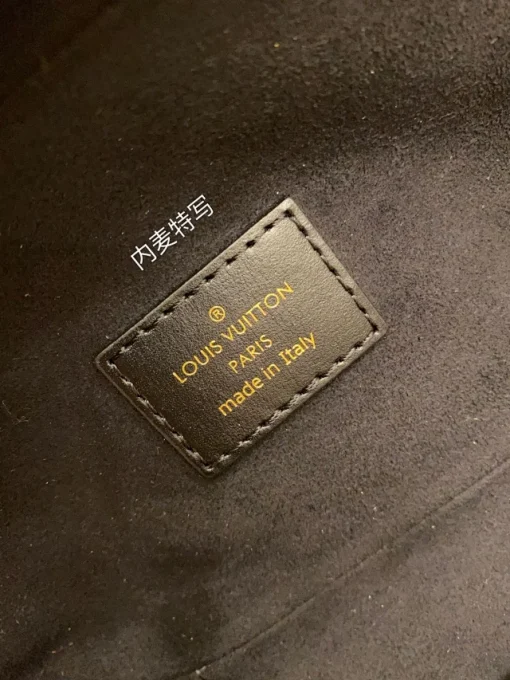 内麦特写
®
LOUIS VUITTON
PARIS
made in Italy